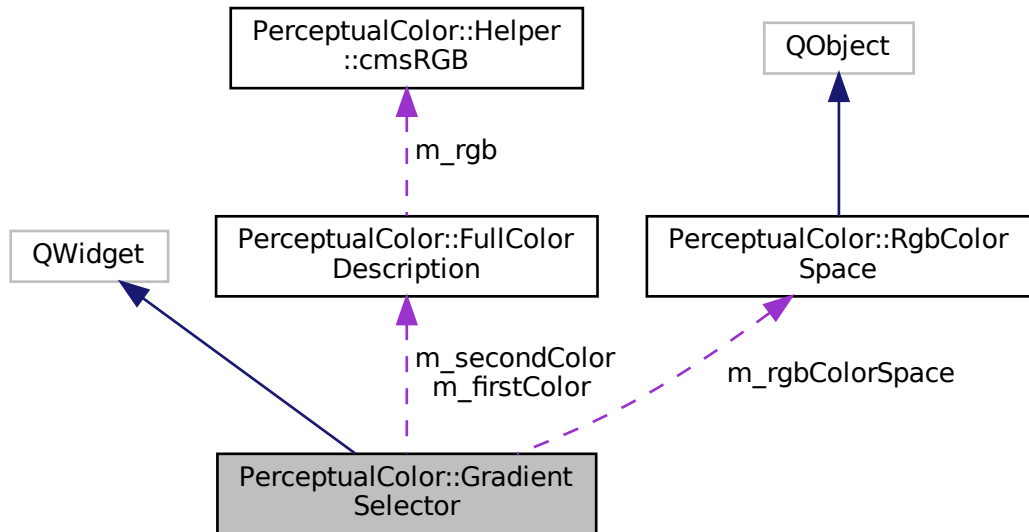 PerceptualColor::Helper
::cmsRGB
QObject
m_rgb
QWidget
PerceptualColor::FullColor
Description
PerceptualColor::RgbColor
Space
m_secondColor
m_firstColor
m_rgbColorSpace
PerceptualColor::Gradient
Selector